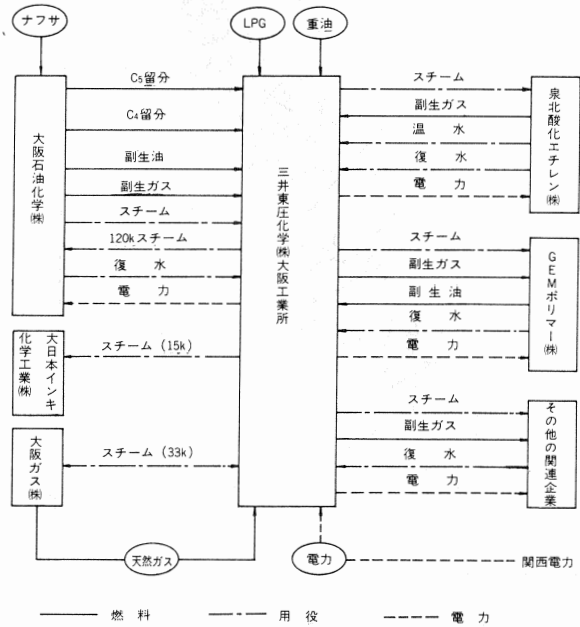 ナフサ
LPG
重油
大阪石油化学(株)
C₅留分
C₄留分
副生油
副生ガス
スチーム
120kスチーム
復水
電力
大日本インキ
化学工業(株)
スチーム (15k)
大阪ガス(株)
スチーム (33k)
天然ガス
三井東圧化学(株)大阪工業所
スチーム
副生ガス
温水
復水
電力
泉北酸化エチレン(株)
スチーム
副生ガス
副生油
復水
電力
GEMポリマー(株)
スチーム
副生ガス
復水
電力
その他の関連企業
電力
関西電力
燃料
用役
電力